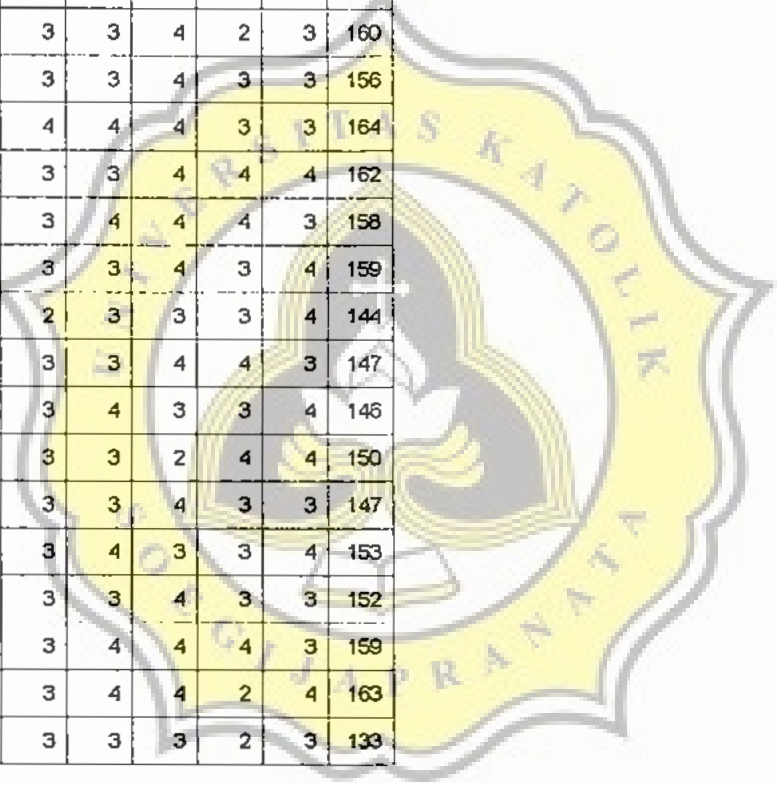 3 3 4 2 3 160
3 3 4 3 3 156
4 4 4 3 3 164
3 3 4 4 4 162
3 4 4 4 3 158
3 3 4 3 4 159
2 3 3 3 4 144
3 3 4 4 3 147
3 4 3 3 4 146
3 3 2 4 4 150
3 3 4 3 3 147
3 4 3 3 4 153
3 3 4 3 3 152
3 4 4 4 3 159
3 4 4 2 4 163
3 3 3 2 3 133
UNIVERSITAS KATOLIK
SOEGIJAPRANATA